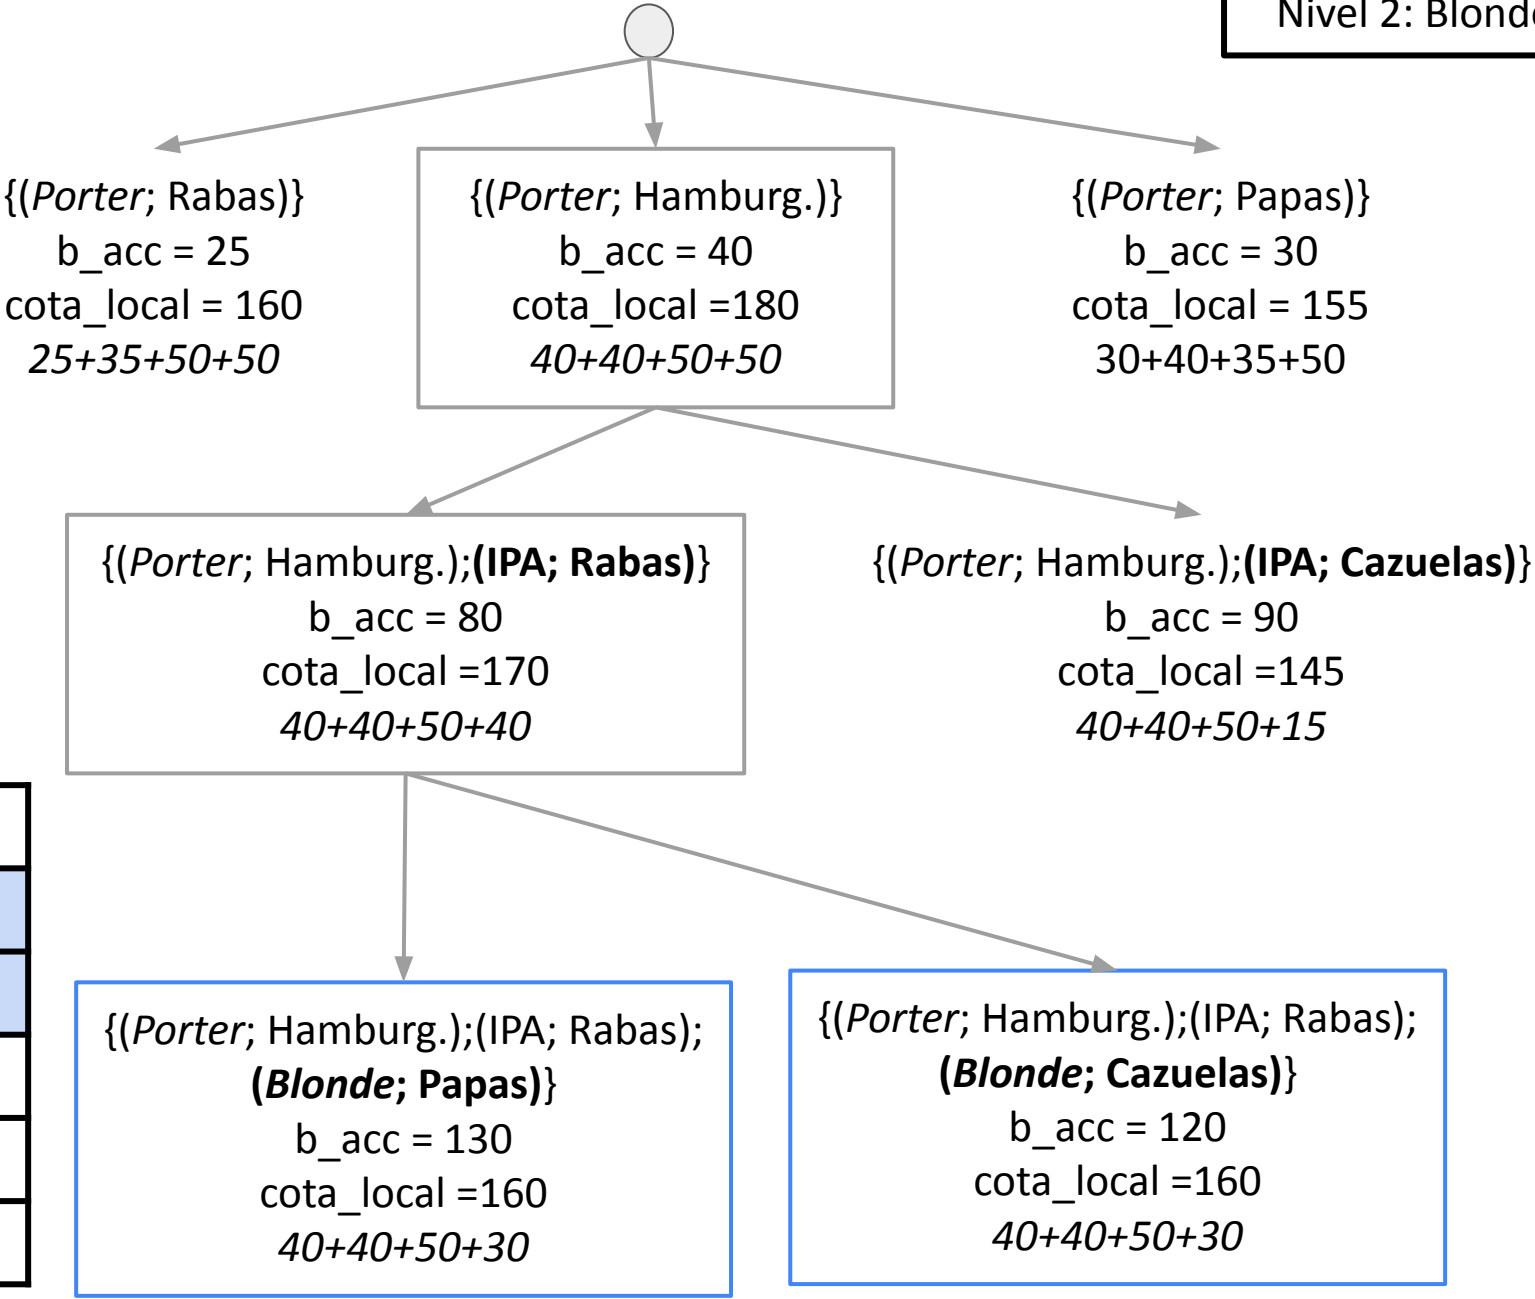 Nivel 2: Blonde
{(Porter; Rabas)}
b_acc = 25
cota_local = 160
25+35+50+50
{(Porter; Hamburg.)}
b_acc = 40
cota_local =180
40+40+50+50
{(Porter; Papas)}
b_acc = 30
cota_local = 155
30+40+35+50
{(Porter; Hamburg.);(IPA; Rabas)}
b_acc = 80
cota_local =170
40+40+50+40
{(Porter; Hamburg.);(IPA; Cazuelas)}
b_acc = 90
cota_local =145
40+40+50+15
{(Porter; Hamburg.);(IPA; Rabas);
(Blonde; Papas)}
b_acc = 130
cota_local =160
40+40+50+30
{(Porter; Hamburg.);(IPA; Rabas);
(Blonde; Cazuelas)}
b_acc = 120
cota_local =160
40+40+50+30